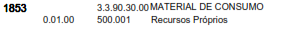 1853 3.3.90.30.00 MATERIAL DE CONSUMO
0.01.00 500.001 Recursos Próprios